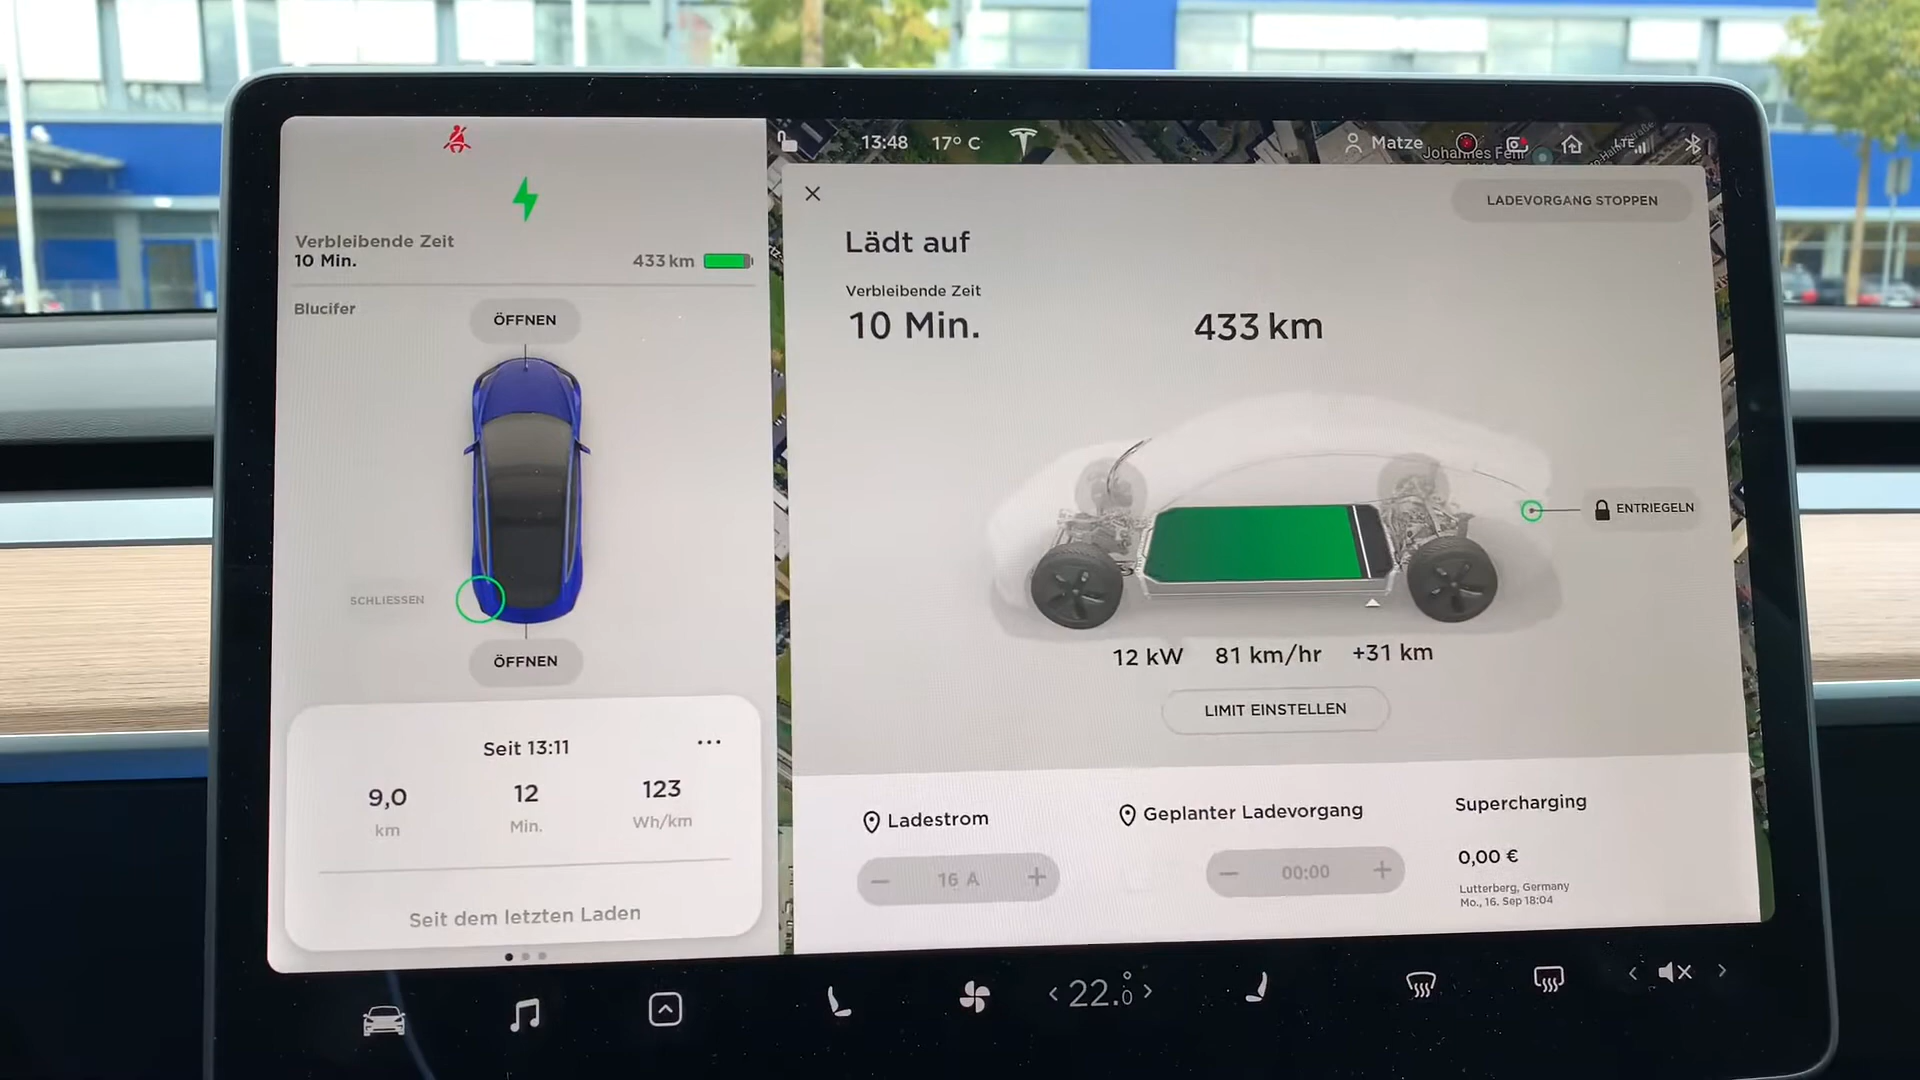 13:48
17° C
Matze
Johannes Fehr
LTE
Verbleibende Zeit
10 Min.
433 km
Blucifer
ÖFFNEN
SCHLIESSEN
ÖFFNEN
Seit 13:11
9,0
12
123
km
Min.
Wh/km
Seit dem letzten Laden
LADEVORGANG STOPPEN
Lädt auf
Verbleibende Zeit
10 Min.
433 km
ENTRIEGELN
12 kW 81 km/hr +31 km
LIMIT EINSTELLEN
Ladestrom
16 A
Geplanter Ladevorgang
00:00
Supercharging
0,00 €
Lutterberg, Germany
Mo., 16. Sep 18:04
22.0